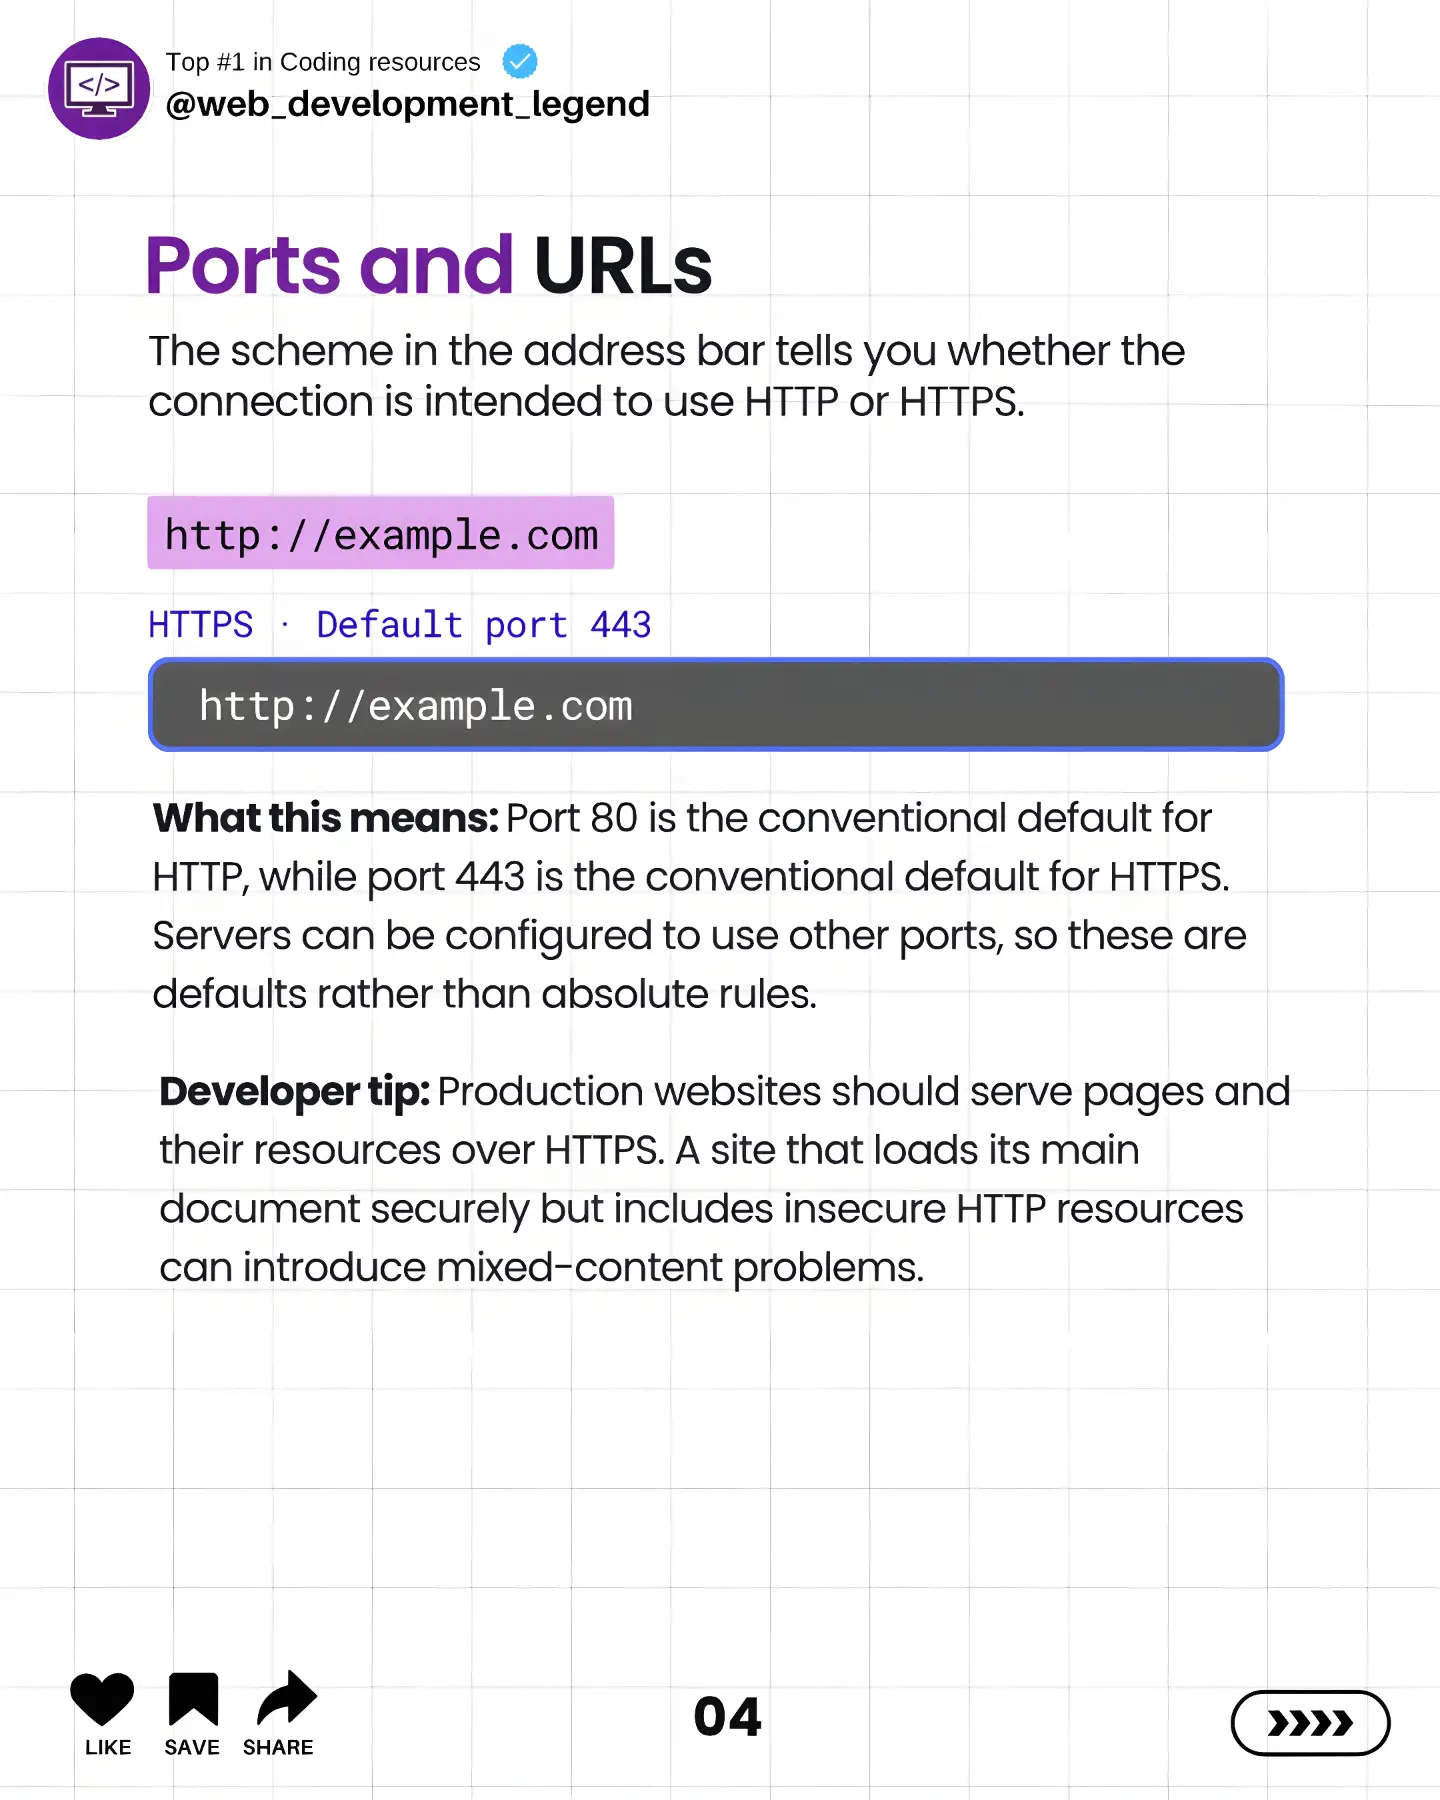 </>
Top #1 in Coding resources
@web_development_legend
Ports and URLs
The scheme in the address bar tells you whether the
connection is intended to use HTTP or HTTPS.
http://example.com
HTTPS · Default port 443
http://example.com
What this means: Port 80 is the conventional default for
HTTP, while port 443 is the conventional default for HTTPS.
Servers can be configured to use other ports, so these are
defaults rather than absolute rules.
Developer tip: Production websites should serve pages and
their resources over HTTPS. A site that loads its main
document securely but includes insecure HTTP resources
can introduce mixed-content problems.
LIKE SAVE SHARE
04